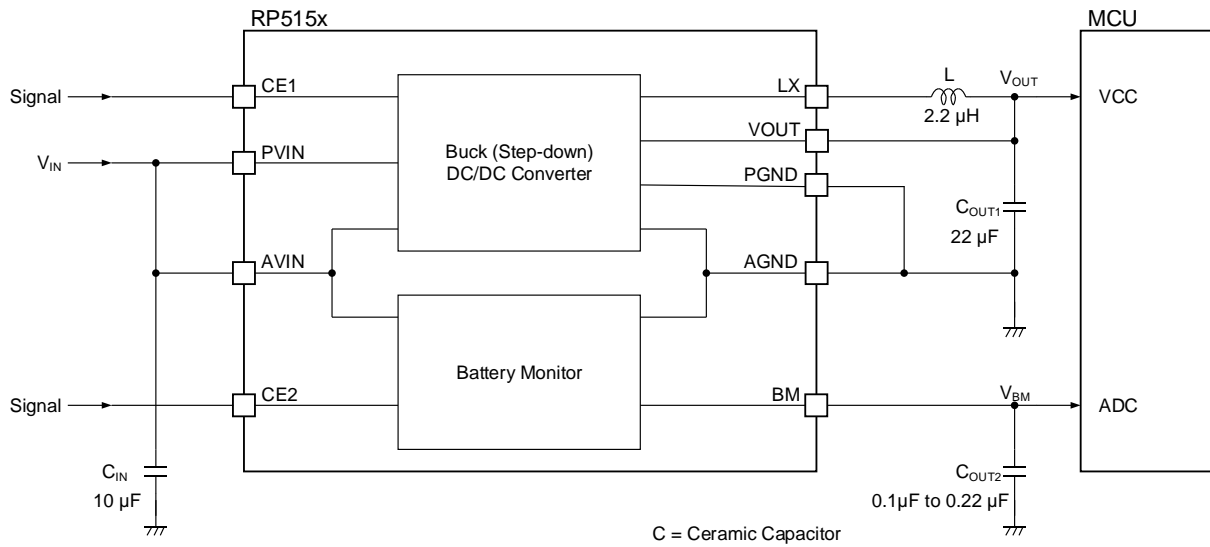 RP515x
MCU
Signal
CE1
LX
L
2.2 µH
VOUT
VCC
VIN
PVIN
Buck (Step-down)
DC/DC Converter
VOUT
PGND
COUT1
22 µF
AVIN
AGND
Battery Monitor
Signal
CE2
BM
VBM
ADC
CIN
10 µF
COUT2
0.1µF to 0.22 µF
C = Ceramic Capacitor